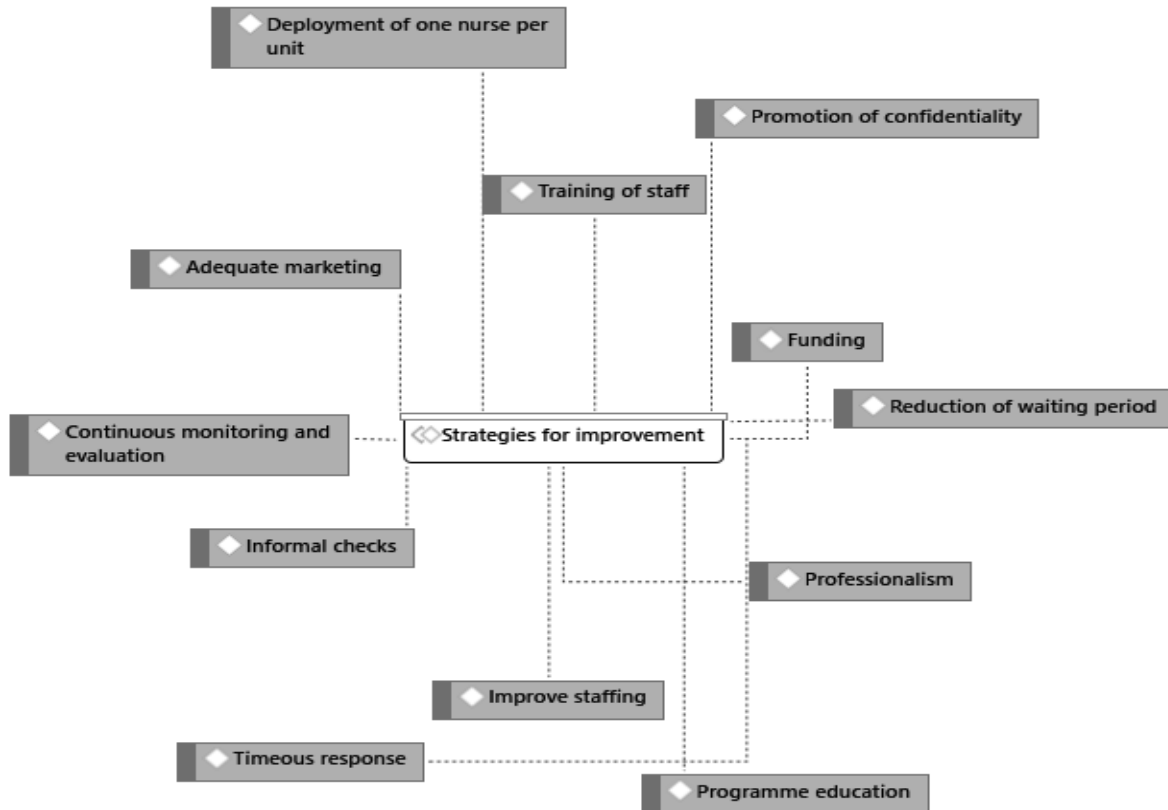 Deployment of one nurse per
unit
Promotion of confidentiality
Training of staff
Adequate marketing
Funding
Reduction of waiting period
Continuous monitoring and
evaluation
Strategies for improvement
Informal checks
Professionalism
Improve staffing
Timeous response
Programme education